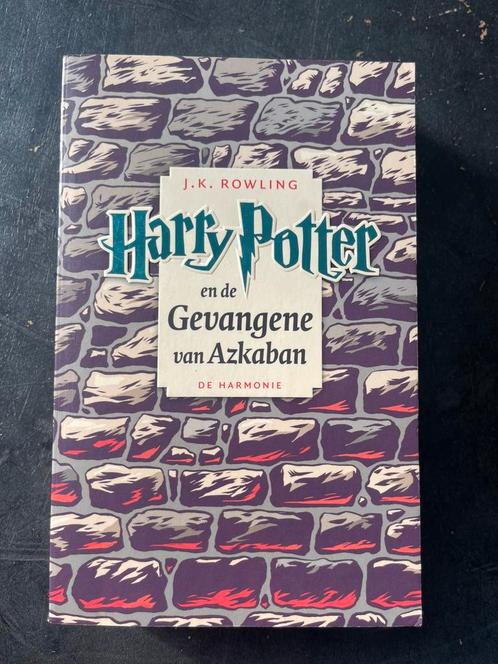 J.K. ROWLING
Harry Potter
en de
Gevangene
van Azkaban
DE HARMONIE